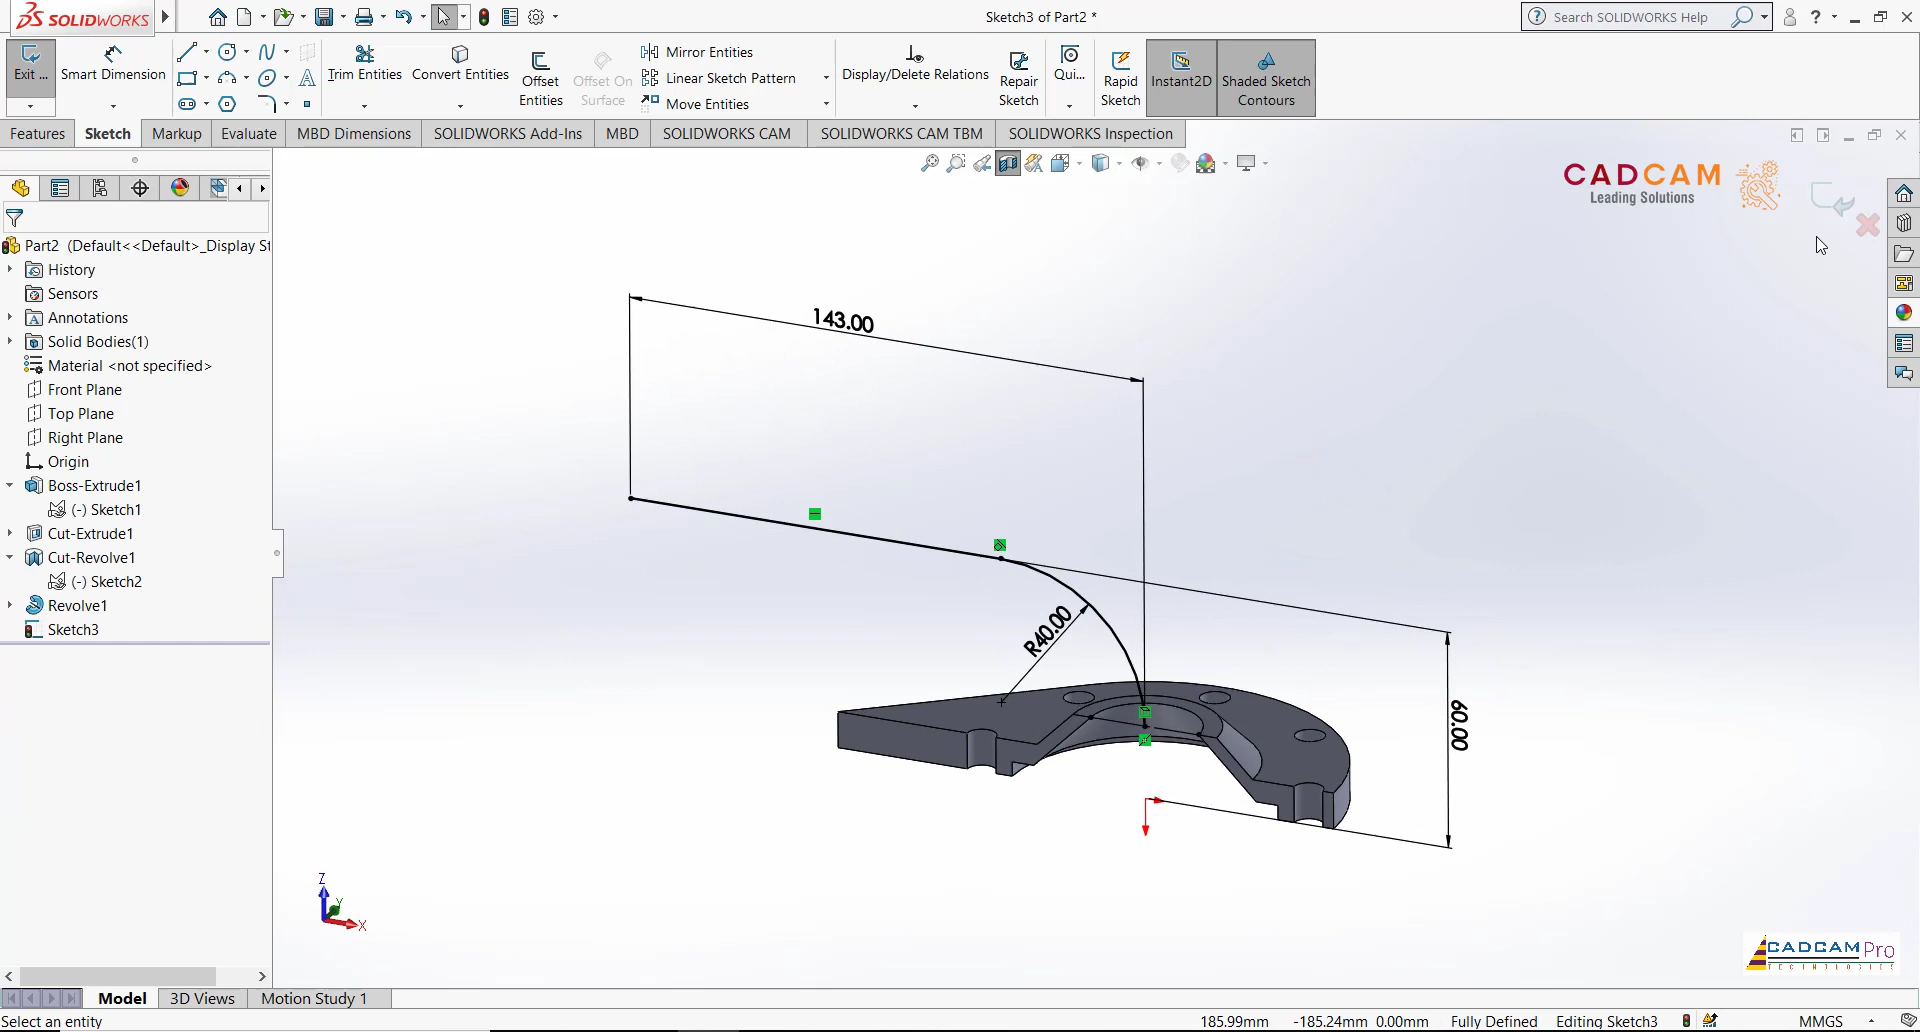 SOLIDWORKS
Sketch3 of Part2 *
Search SOLIDWORKS Help
Exit ...
Smart Dimension
Trim Entities
Convert Entities
Offset Entities
Offset On Surface
Mirror Entities
Linear Sketch Pattern
Move Entities
Display/Delete Relations
Repair Sketch
Qui...
Rapid Sketch
Instant2D
Shaded Sketch Contours
Features
Sketch
Markup
Evaluate
MBD Dimensions
SOLIDWORKS Add-Ins
MBD
SOLIDWORKS CAM
SOLIDWORKS CAM TBM
SOLIDWORKS Inspection
CADCAM
Leading Solutions
Part2 (Default<<Default>_Display St
History
Sensors
Annotations
Solid Bodies(1)
Material <not specified>
Front Plane
Top Plane
Right Plane
Origin
Boss-Extrude1
(-) Sketch1
Cut-Extrude1
Cut-Revolve1
(-) Sketch2
Revolve1
Sketch3
143.00
R40.00
60.00
Z
Y
X
CADCAM Pro
TECHNOLOGIES
Model
3D Views
Motion Study 1
Select an entity
185.99mm
-185.24mm
0.00mm
Fully Defined
Editing Sketch3
MMGS